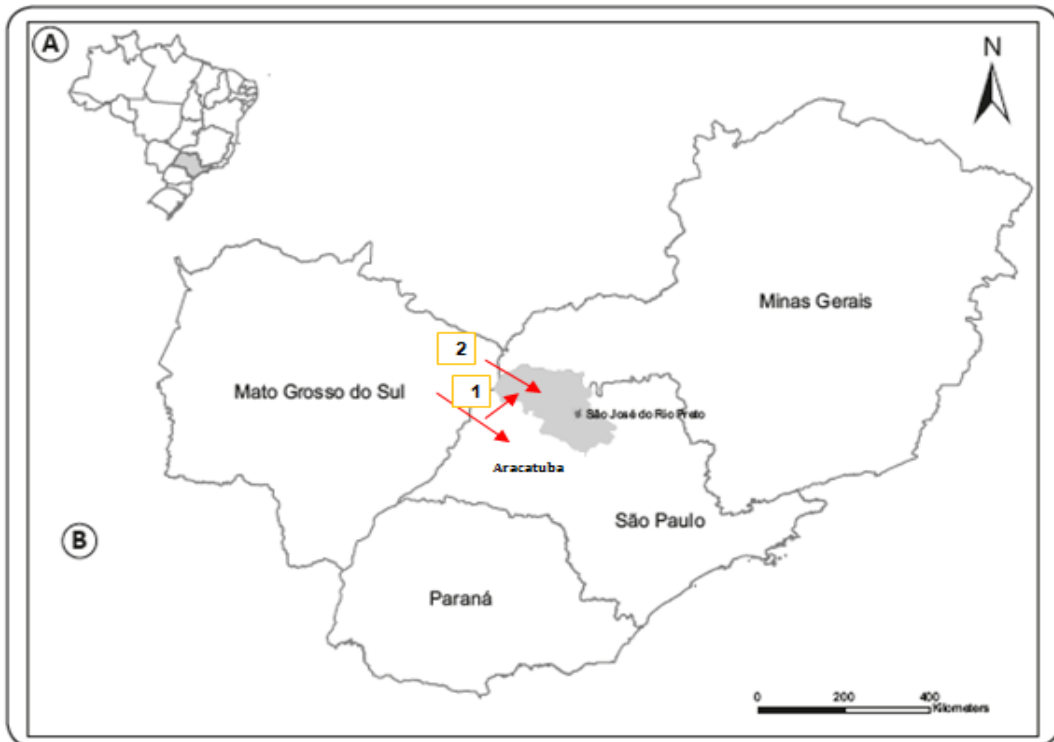 A
N
Minas Gerais
2
Mato Grosso do Sul
1
São José do Rio Preto
Aracatuba
São Paulo
B
Paraná
0 200 400
Kilometers